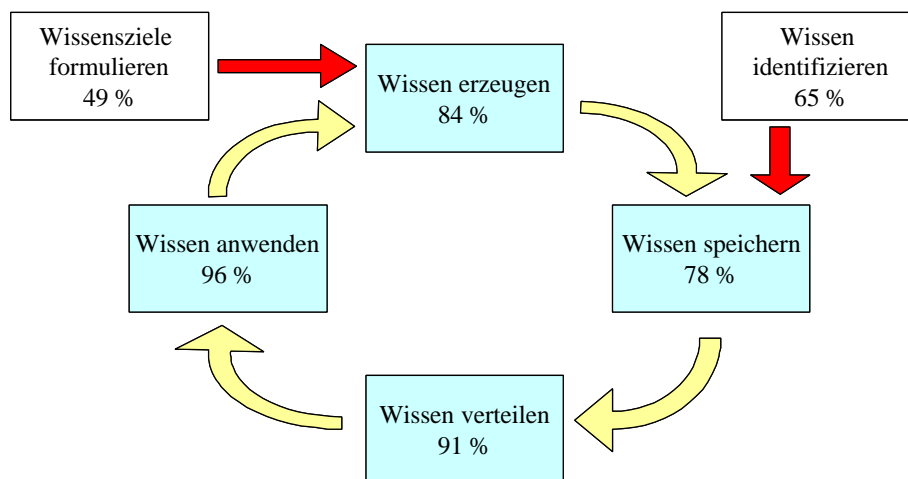 Wissensziele
formulieren
49 %
Wissen erzeugen
84 %
Wissen
identifizieren
65 %
Wissen anwenden
96 %
Wissen speichern
78 %
Wissen verteilen
91 %